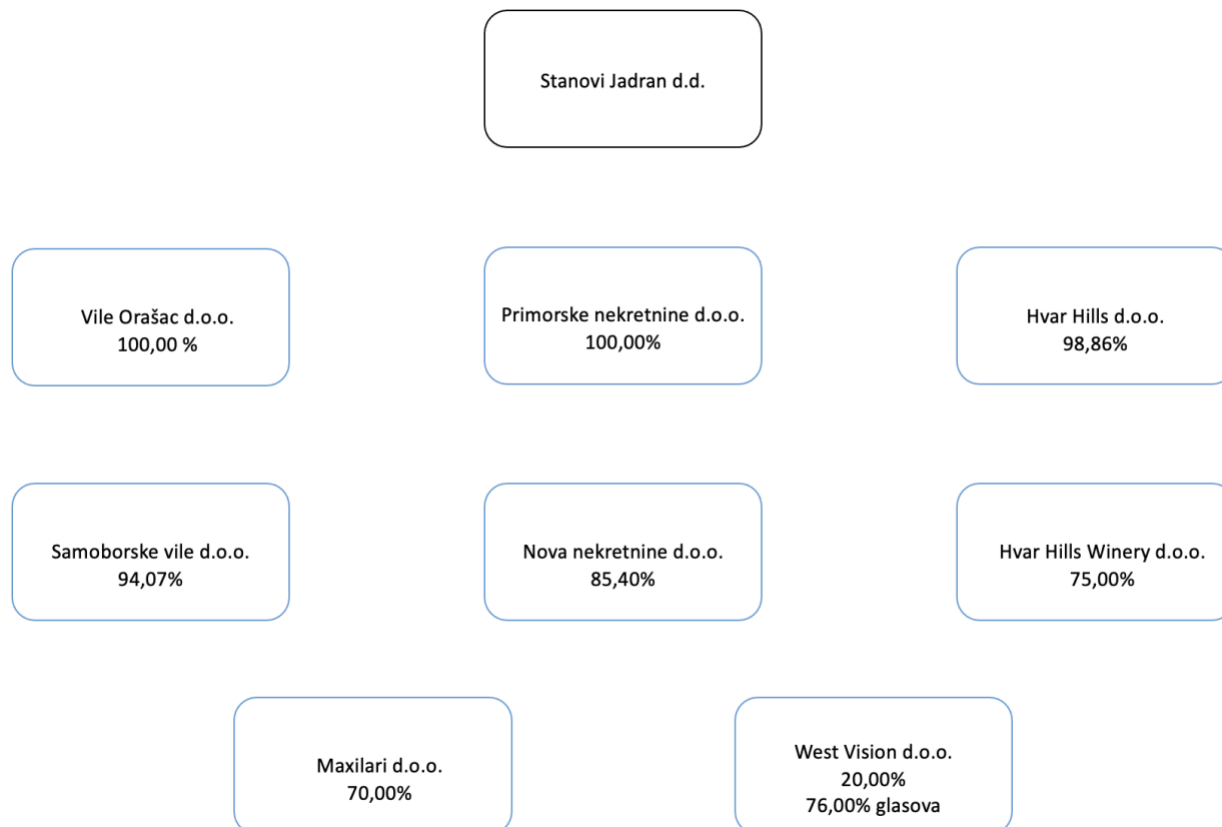 Stanovi Jadran d.d.
Vile Orašac d.o.o.
100,00 %
Primorske nekretnine d.o.o.
100,00%
Hvar Hills d.o.o.
98,86%
Samoborske vile d.o.o.
94,07%
Nova nekretnine d.o.o.
85,40%
Hvar Hills Winery d.o.o.
75,00%
Maxilari d.o.o.
70,00%
West Vision d.o.o.
20,00%
76,00% glasova